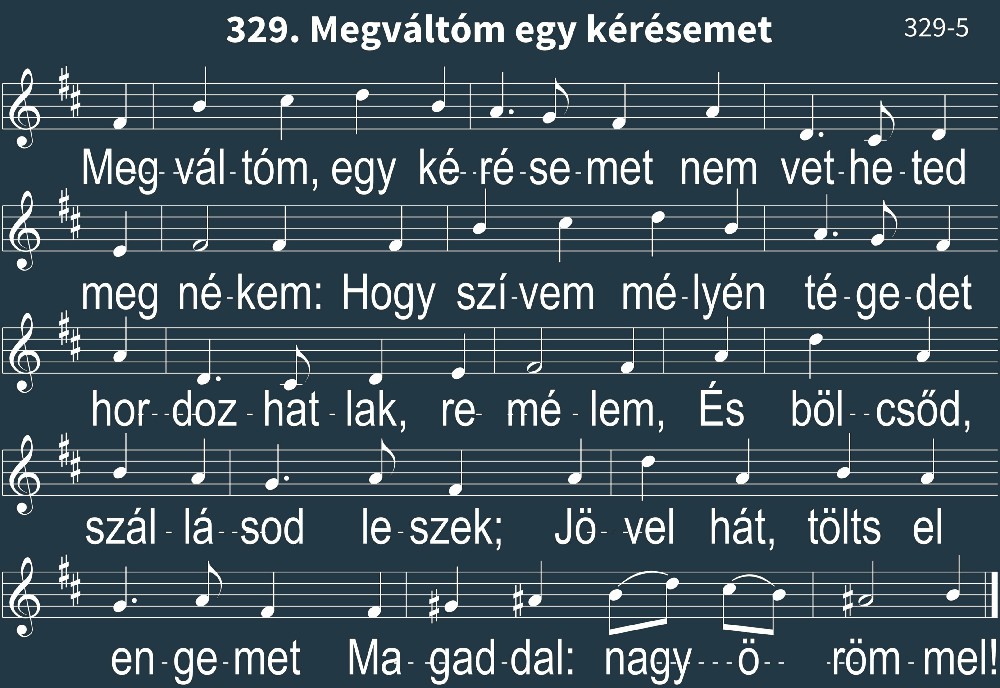 329. Megváltóm egy kérésemet 329-5
Meg- -vál-tóm, egy ké- -ré-se-met nem vet-he-ted
meg né-kem: Hogy szí-vem mé-lyén té-ge-det
hor- -doz-hat-lak, re- mé-lem, És böl- -csőd,
szál-lá- -sod le-szek; Jö- -vel hát, tölts el
en-ge-met Ma- -gad-dal: nagy- - -ö- - -röm-mel!